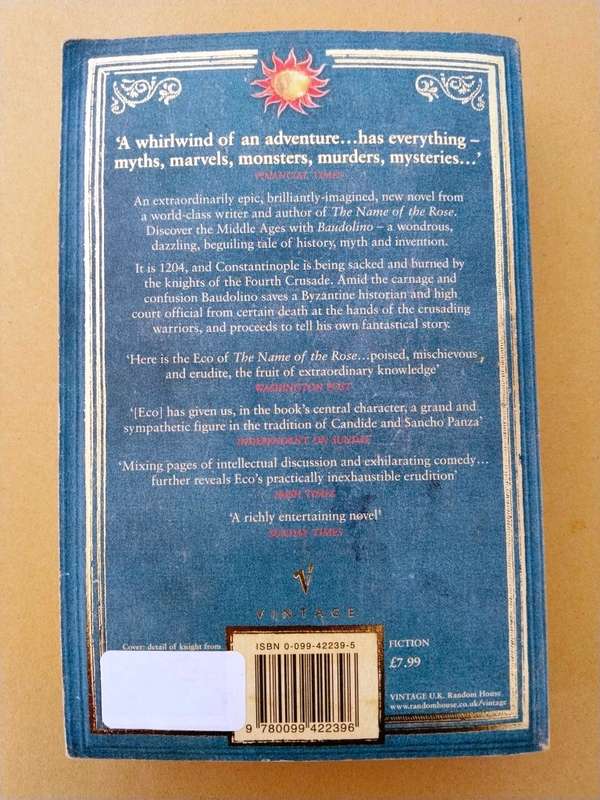 ‘A whirlwind of an adventure…has everything –
myths, marvels, monsters, murders, mysteries…’
FINANCIAL TIMES
An extraordinarily epic, brilliantly-imagined, new novel from
a world-class writer and author of The Name of the Rose.
Discover the Middle Ages with Baudolino – a wondrous,
dazzling, beguiling tale of history, myth and invention.
It is 1204, and Constantinople is being sacked and burned by
the knights of the Fourth Crusade. Amid the carnage and
confusion Baudolino saves a Byzantine historian and high
court official from certain death at the hands of the crusading
warriors, and proceeds to tell his own fantastical story.
‘Here is the Eco of The Name of the Rose…poised, mischievous,
and erudite, the fruit of extraordinary knowledge’
WASHINGTON POST
‘[Eco] has given us, in the book's central character, a grand and
sympathetic figure in the tradition of Candide and Sancho Panza’
INDEPENDENT ON SUNDAY
‘Mixing pages of intellectual discussion and exhilarating comedy…
further reveals Eco's practically inexhaustible erudition’
IRISH TIMES
‘A richly entertaining novel’
SUNDAY TIMES
V
VINTAGE
Cover: detail of knight from
ISBN 0-099-42239-5
9 780099 422396
FICTION
£7.99
VINTAGE U.K. Random House
www.randomhouse.co.uk/vintage